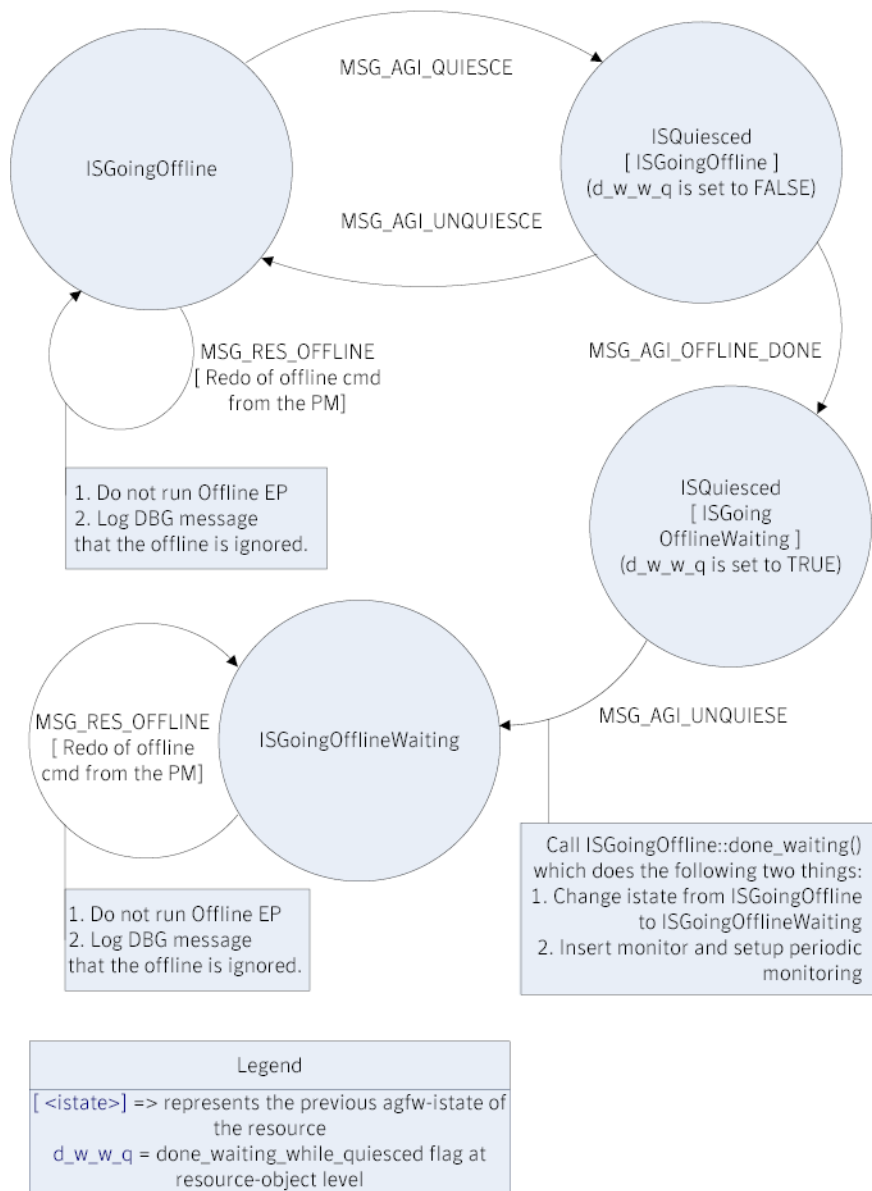 MSG_AGI_QUIESCE
ISGoingOffline
ISQuiesced
[ ISGoingOffline ]
(d_w_w_q is set to FALSE)
MSG_AGI_UNQUIESCE
MSG_RES_OFFLINE
[ Redo of offline cmd
from the PM]
MSG_AGI_OFFLINE_DONE
1. Do not run Offline EP
2. Log DBG message
that the offline is ignored.
ISQuiesced
[ ISGoing
OfflineWaiting ]
(d_w_w_q is set to TRUE)
MSG_RES_OFFLINE
[ Redo of offline
cmd from the PM]
ISGoingOfflineWaiting
MSG_AGI_UNQUIESE
1. Do not run Offline EP
2. Log DBG message
that the offline is ignored.
Call ISGoingOffline::done_waiting()
which does the following two things:
1. Change istate from ISGoingOffline
to ISGoingOfflineWaiting
2. Insert monitor and setup periodic
monitoring
Legend
[ <istate>] => represents the previous agfw-istate of
the resource
d_w_w_q = done_waiting_while_quiesced flag at
resource-object level